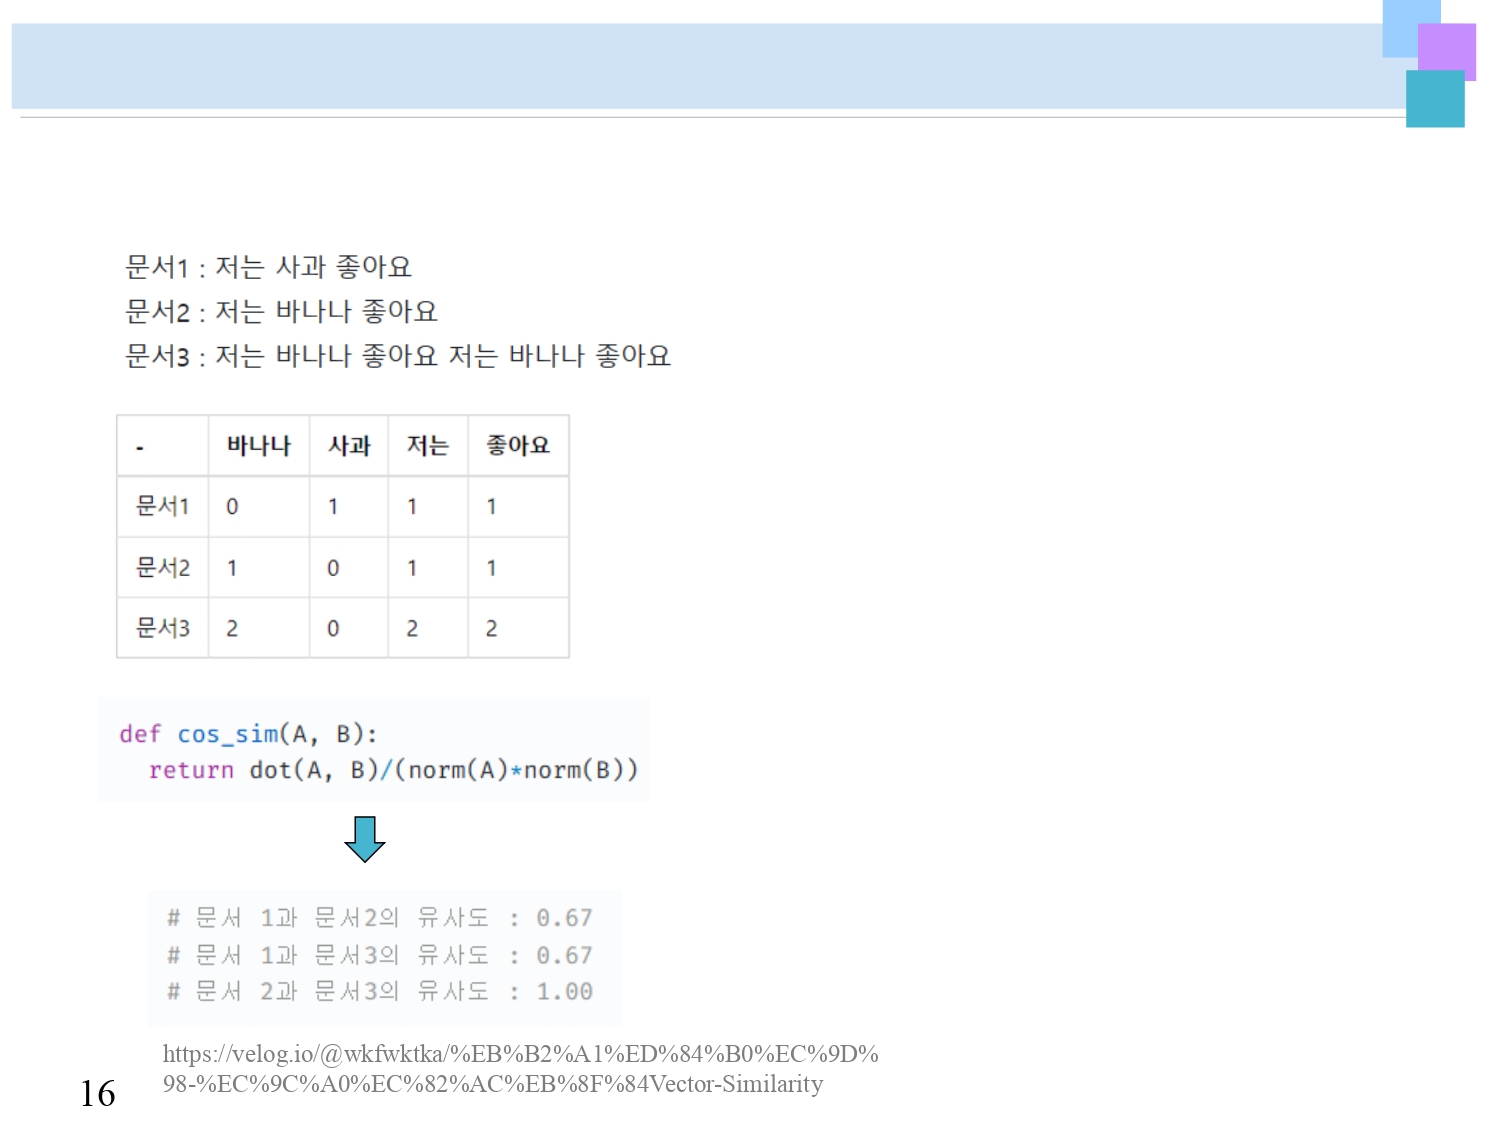 문서1 : 저는 사과 좋아요
문서2 : 저는 바나나 좋아요
문서3 : 저는 바나나 좋아요 저는 바나나 좋아요
- 바나나 사과 저는 좋아요
문서1 0 1 1 1
문서2 1 0 1 1
문서3 2 0 2 2
def cos_sim(A, B):
return dot(A, B)/(norm(A)*norm(B))
# 문서 1과 문서2의 유사도 : 0.67
# 문서 1과 문서3의 유사도 : 0.67
# 문서 2과 문서3의 유사도 : 1.00
https://velog.io/@wkfwktka/%EB%B2%A1%ED%84%B0%EC%9D%
98-%EC%9C%A0%EC%82%AC%EB%8F%84Vector-Similarity
16